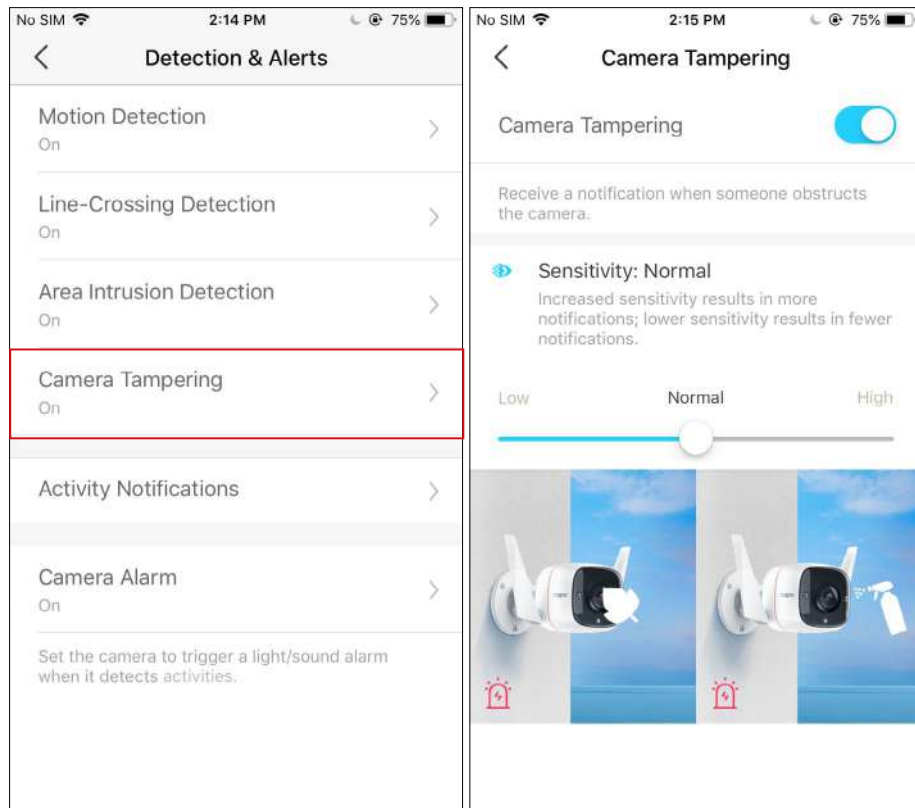 No SIM 2:14 PM 75%
Detection & Alerts
Motion Detection
On
Line-Crossing Detection
On
Area Intrusion Detection
On
Camera Tampering
On
Activity Notifications
Camera Alarm
On
Set the camera to trigger a light/sound alarm
when it detects activities.
No SIM 2:15 PM 75%
Camera Tampering
Camera Tampering
Receive a notification when someone obstructs
the camera.
Sensitivity: Normal
Increased sensitivity results in more
notifications; lower sensitivity results in fewer
notifications.
Low Normal High
tapo
tapo